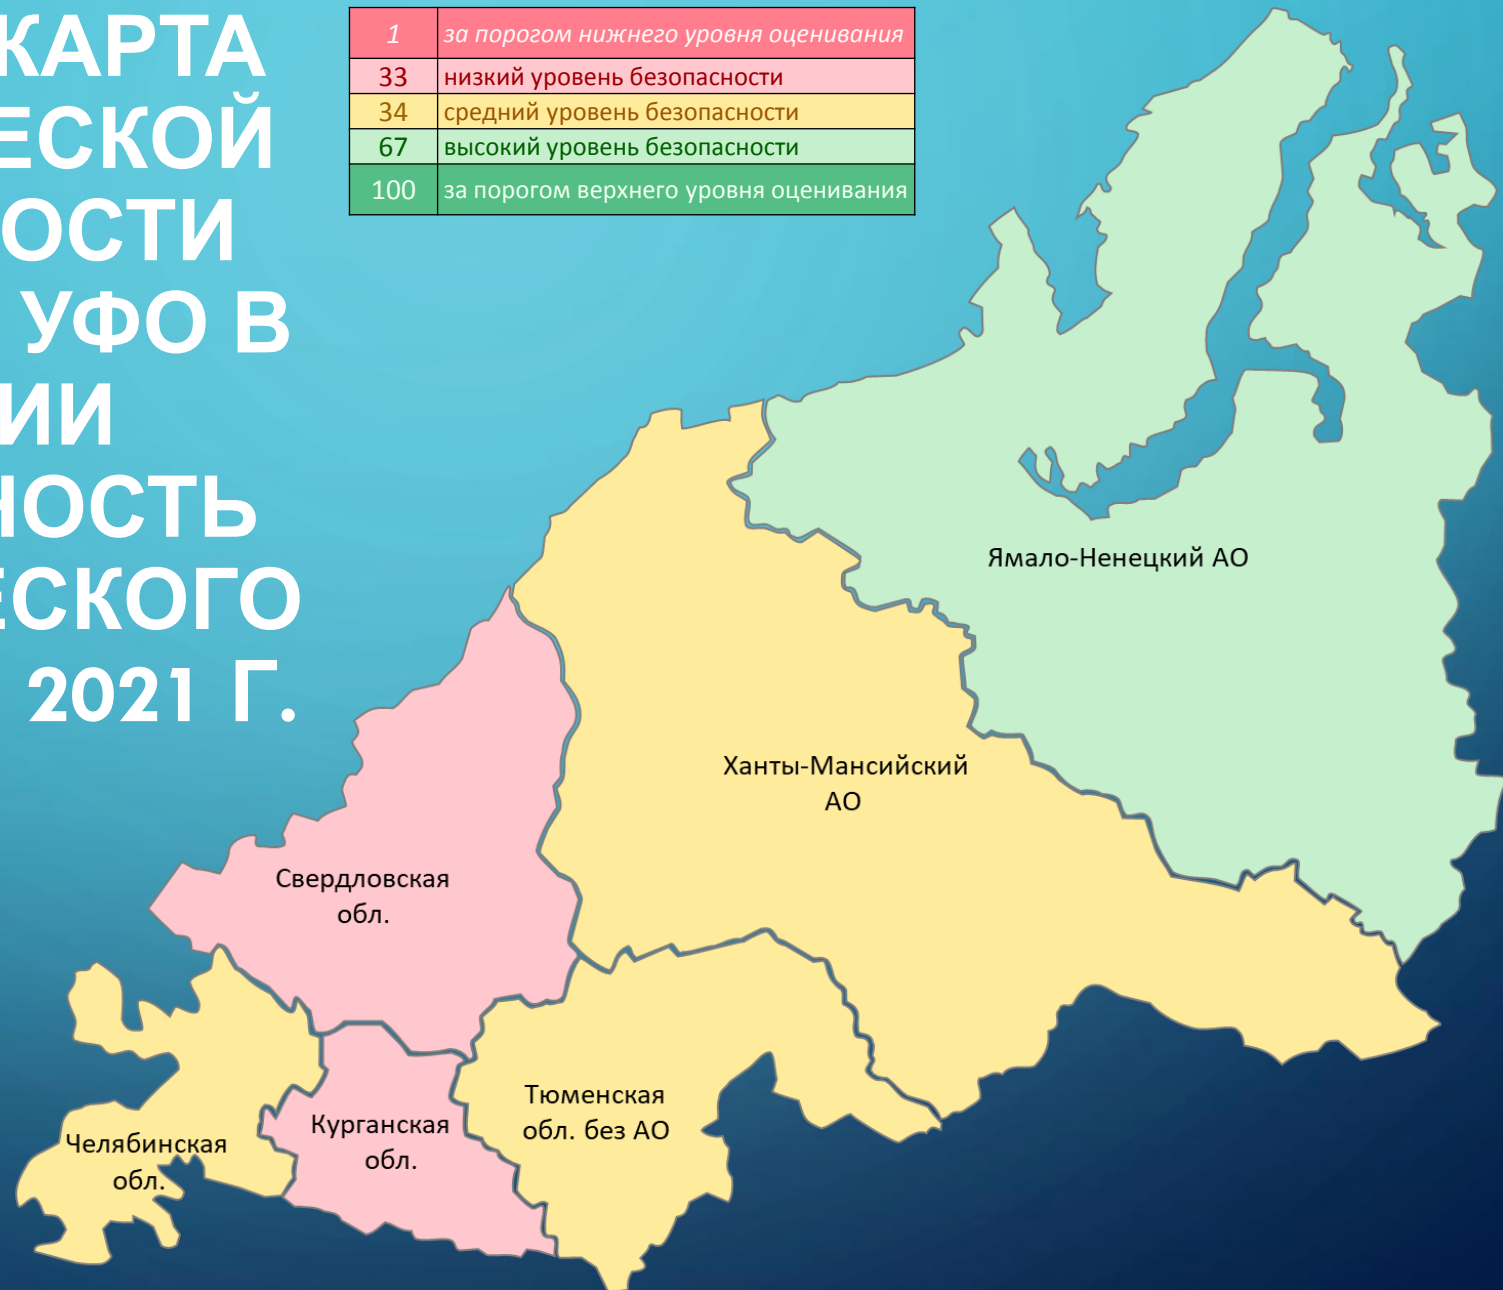 КАРТА
ЕСКОЙ
ОСТИ
УФО В
ИИ
НОСТЬ
ЕСКОГО
2021 Г.
1 за порогом нижнего уровня оценивания
33 низкий уровень безопасности
34 средний уровень безопасности
67 высокий уровень безопасности
100 за порогом верхнего уровня оценивания
Ямало-Ненецкий АО
Ханты-Мансийский
АО
Свердловская
обл.
Тюменская
обл. без АО
Курганская
обл.
Челябинская
обл.